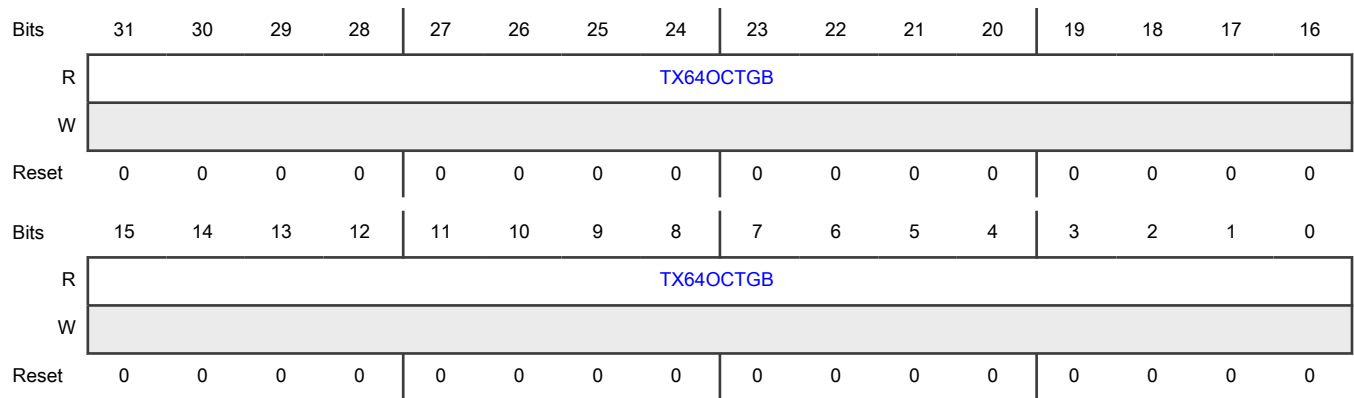 Bits 31 30 29 28 27 26 25 24 23 22 21 20 19 18 17 16
R TX64OCTGB
W
Reset 0 0 0 0 0 0 0 0 0 0 0 0 0 0 0 0
Bits 15 14 13 12 11 10 9 8 7 6 5 4 3 2 1 0
R TX64OCTGB
W
Reset 0 0 0 0 0 0 0 0 0 0 0 0 0 0 0 0